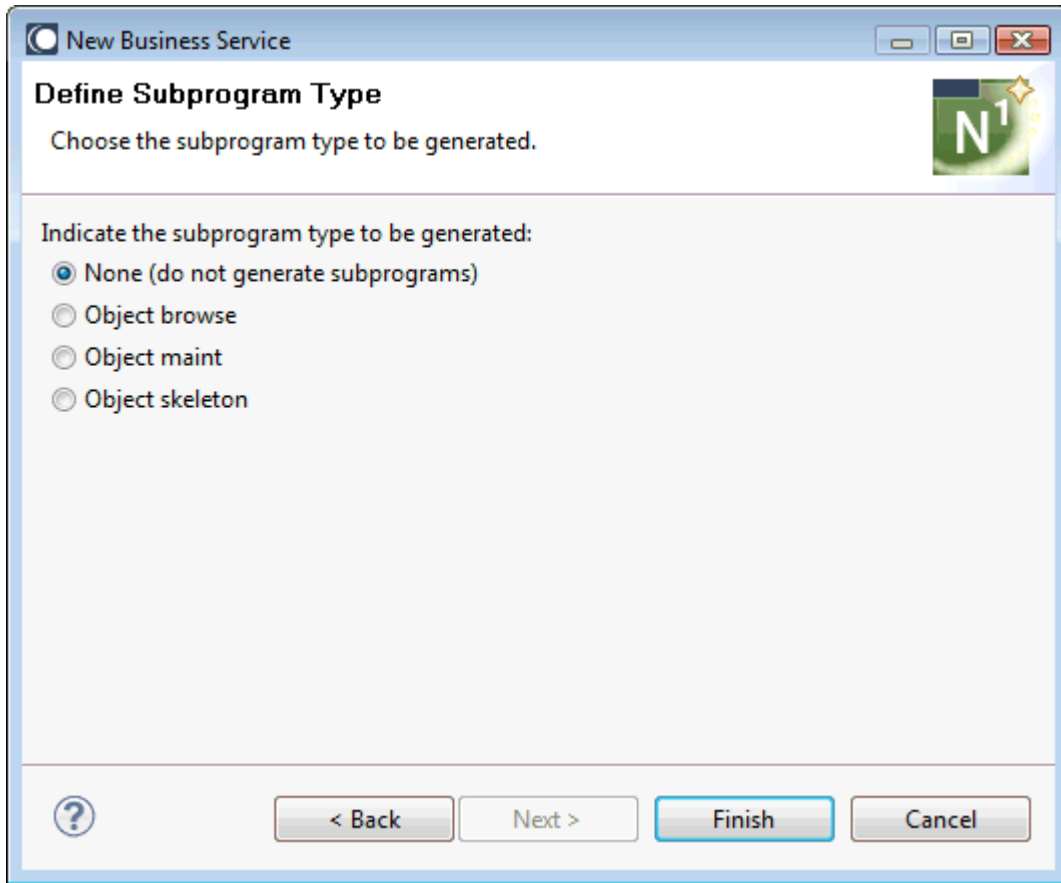 New Business Service
Define Subprogram Type
Choose the subprogram type to be generated.
N1
Indicate the subprogram type to be generated:
None (do not generate subprograms)
Object browse
Object maint
Object skeleton
?
< Back
Next >
Finish
Cancel